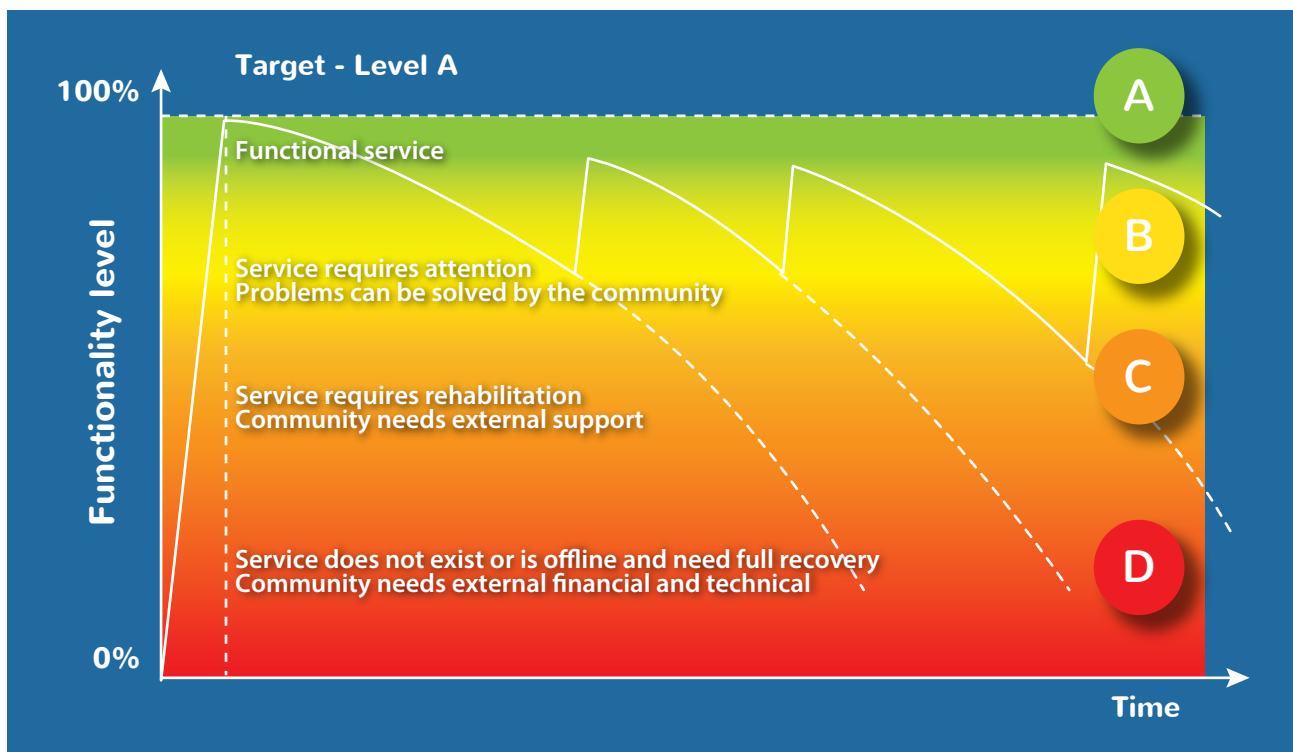 Target - Level A
100%
A
Functional service
B
Functionality level
Service requires attention
Problems can be solved by the community
C
Service requires rehabilitation
Community needs external support
Service does not exist or is offline and need full recovery
D
Community needs external financial and technical
0%
Time